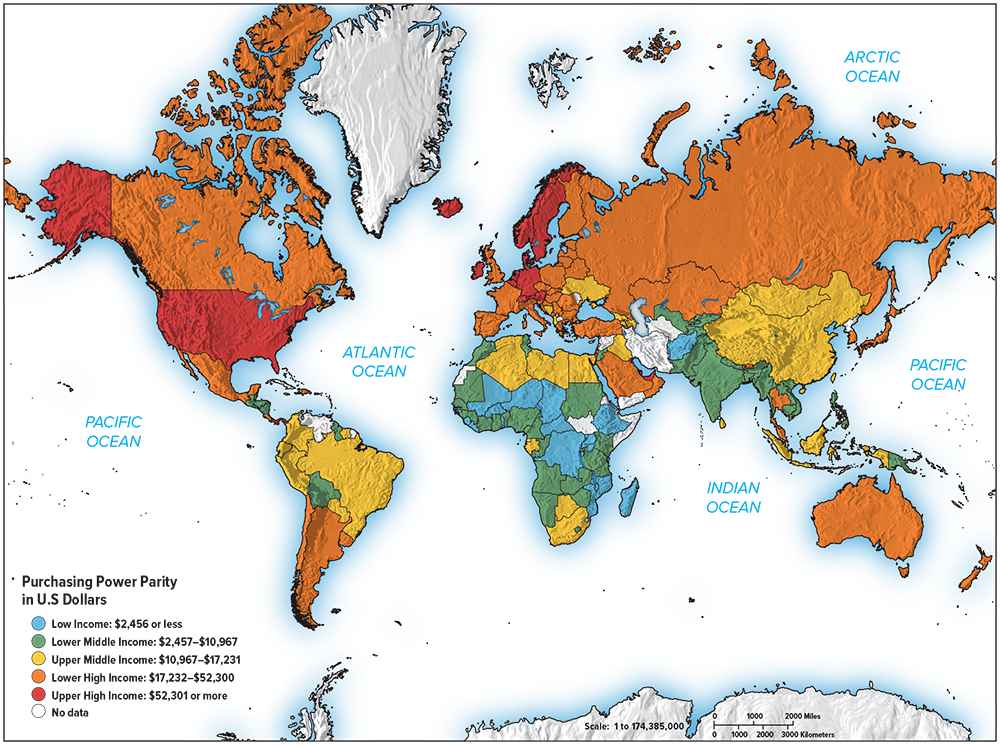 ARCTIC
OCEAN
ATLANTIC
OCEAN
PACIFIC
OCEAN
PACIFIC
OCEAN
INDIAN
OCEAN
Purchasing Power Parity
in U.S Dollars
Low Income: $2,456 or less
Lower Middle Income: $2,457–$10,967
Upper Middle Income: $10,967–$17,231
Lower High Income: $17,232–$52,300
Upper High Income: $52,301 or more
No data
Scale: 1 to 174,385,000
0 1000 2000 Miles
0 1000 2000 3000 Kilometers